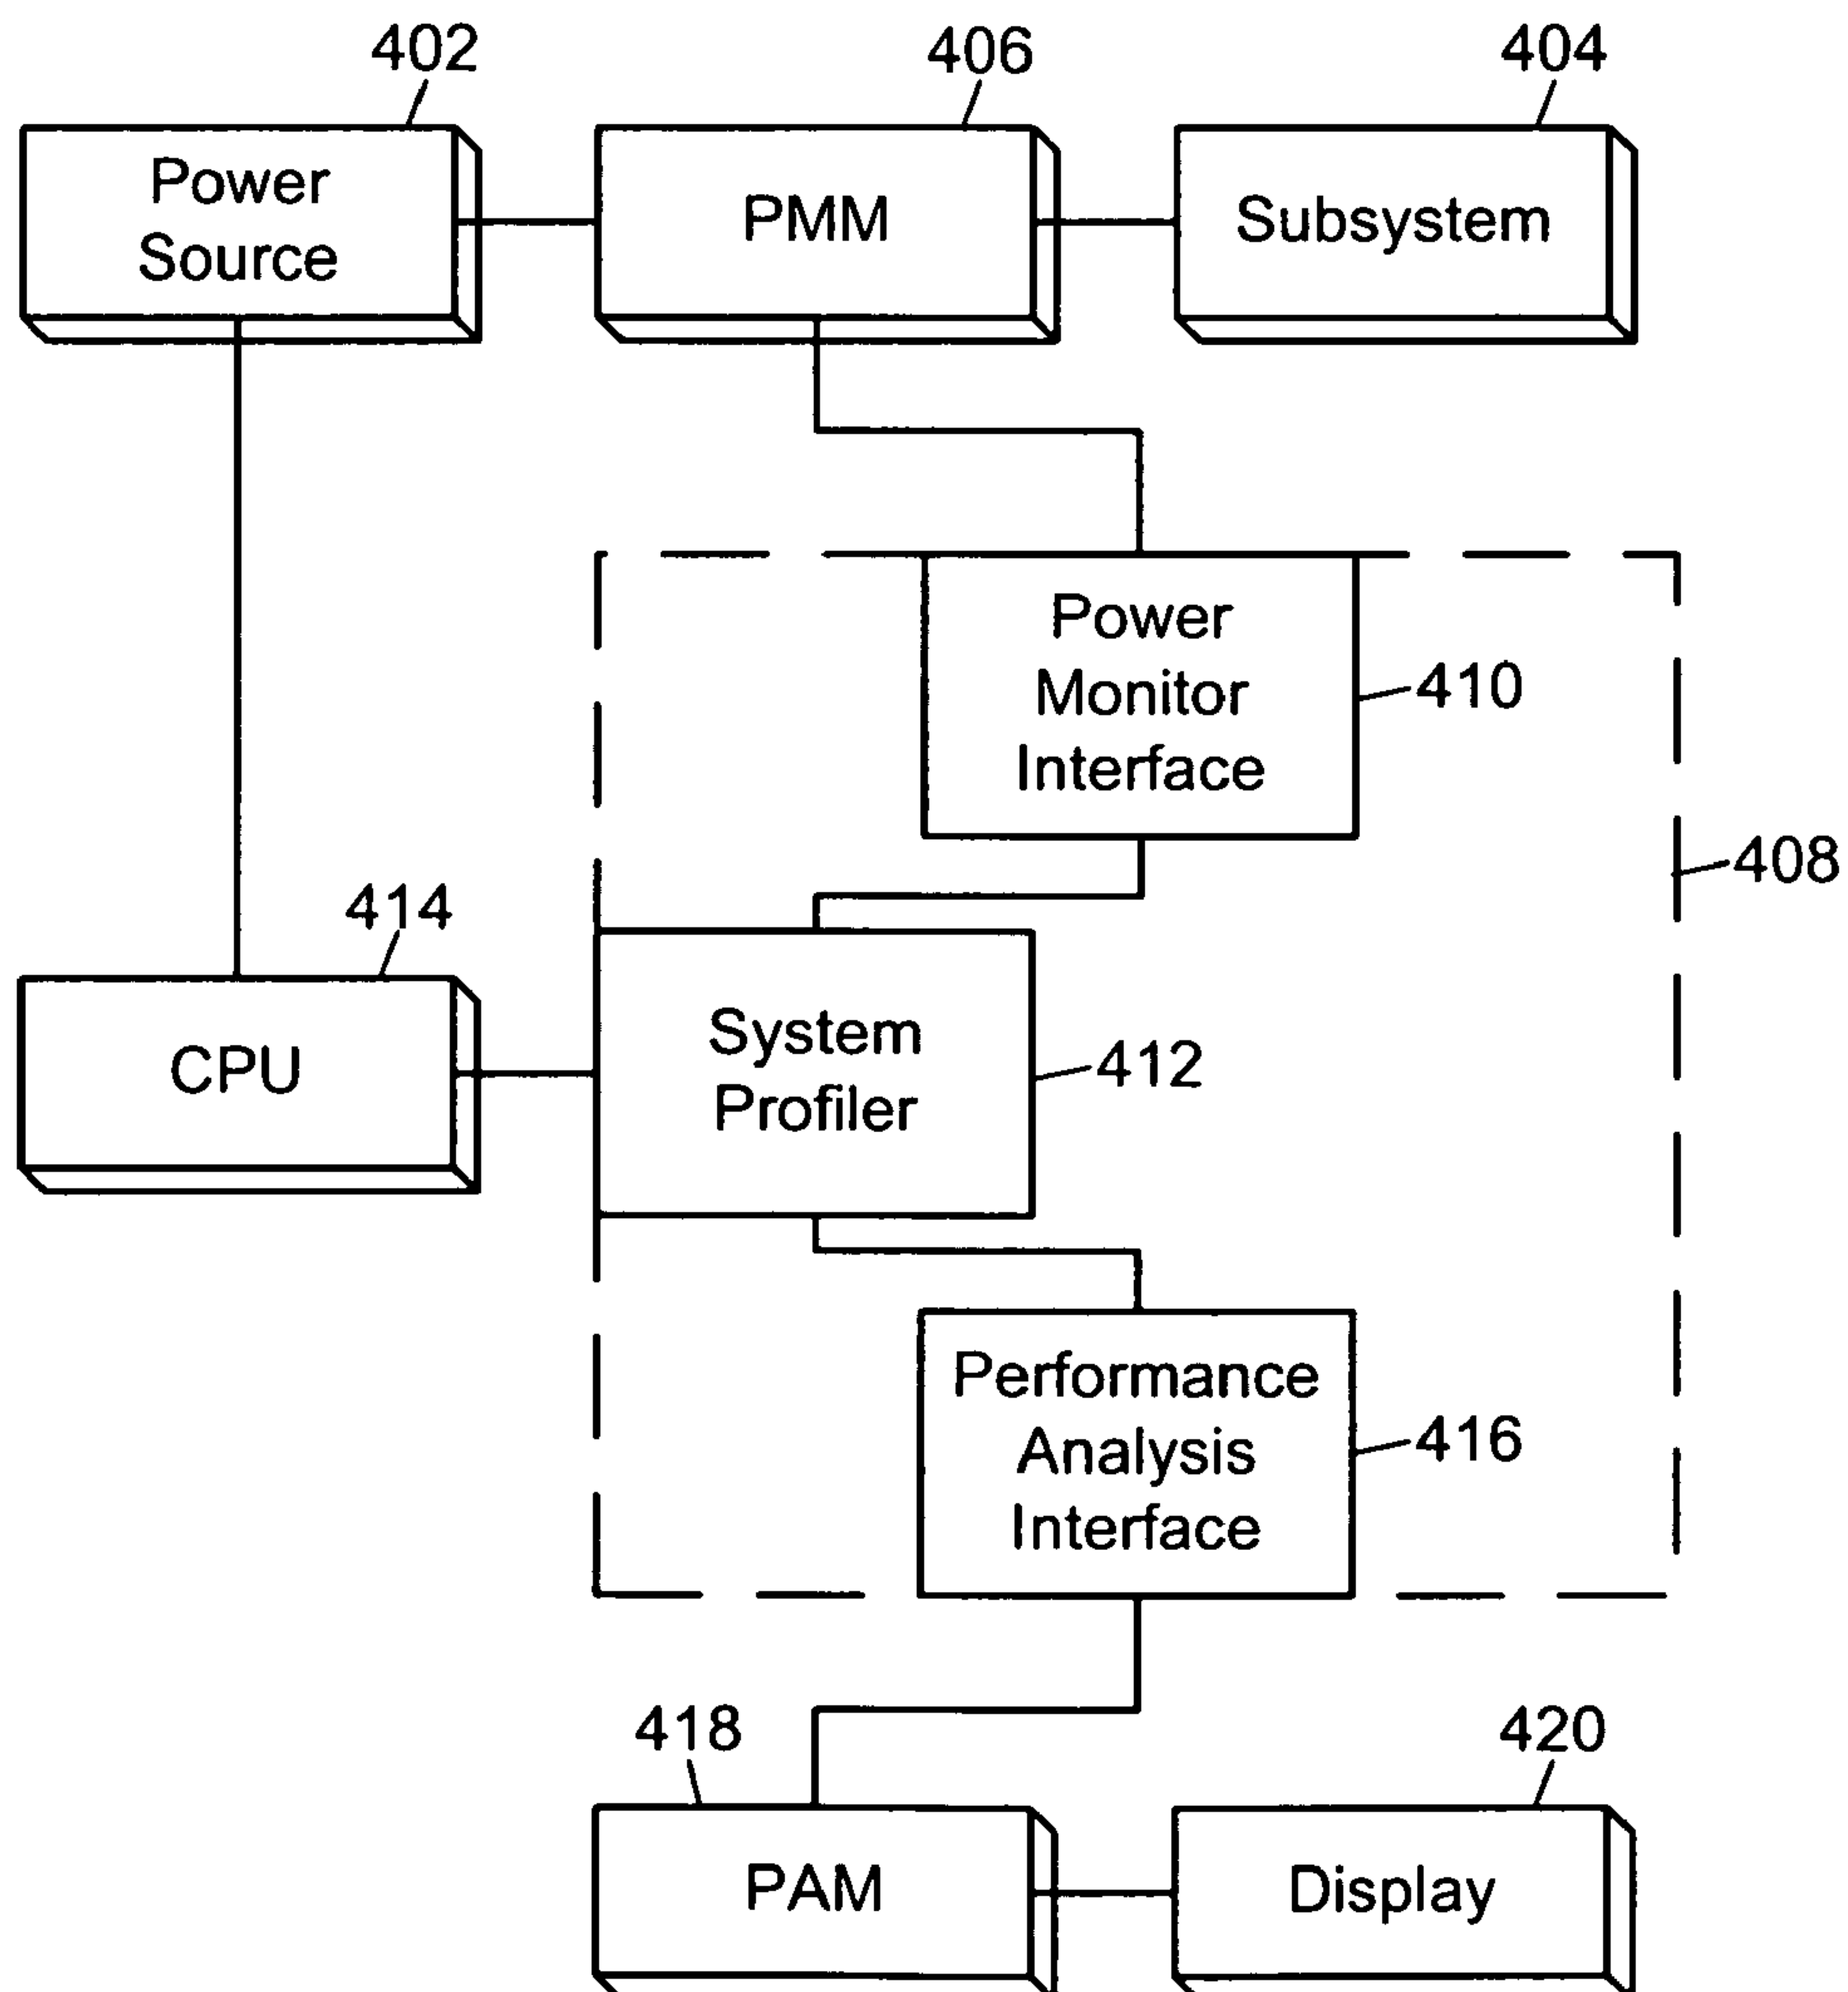 402
406
404
Power
Source
PMM
Subsystem
Power
Monitor
Interface
410
408
414
CPU
System
Profiler
412
Performance
Analysis
Interface
416
418
420
PAM
Display